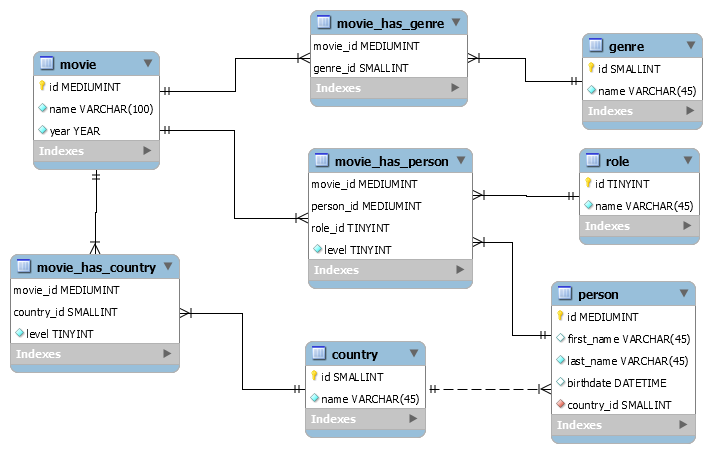 movie_has_genre
movie_id MEDIUMINT
genre_id SMALLINT
Indexes
genre
id SMALLINT
name VARCHAR(45)
Indexes
movie
id MEDIUMINT
name VARCHAR(100)
year YEAR
Indexes
movie_has_person
movie_id MEDIUMINT
person_id MEDIUMINT
role_id TINYINT
level TINYINT
Indexes
role
id TINYINT
name VARCHAR(45)
Indexes
movie_has_country
movie_id MEDIUMINT
country_id SMALLINT
level TINYINT
Indexes
country
id SMALLINT
name VARCHAR(45)
Indexes
person
id MEDIUMINT
first_name VARCHAR(45)
last_name VARCHAR(45)
birthdate DATETIME
country_id SMALLINT
Indexes